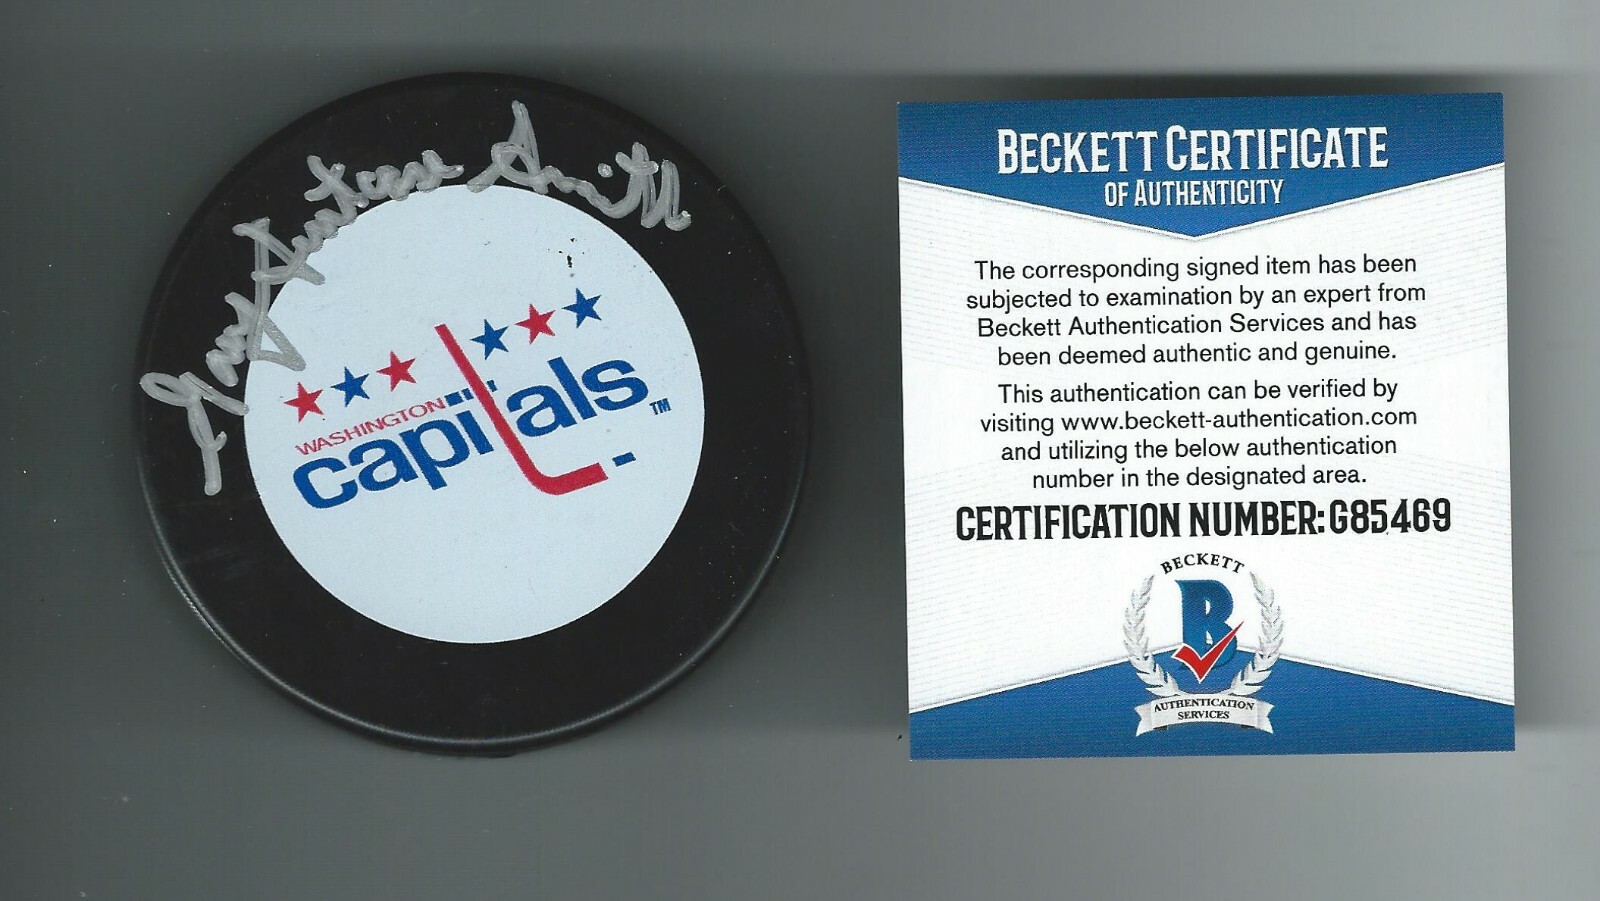 Smith
WASHINGTON
capitals™
BECKETT CERTIFICATE
OF AUTHENTICITY
The corresponding signed item has been
subjected to examination by an expert from
Beckett Authentication Services and has
been deemed authentic and genuine.
This authentication can be verified by
visiting www.beckett-authentication.com
and utilizing the below authentication
number in the designated area.
CERTIFICATION NUMBER: G85469
BECKETT
B
AUTHENTICATION
SERVICES